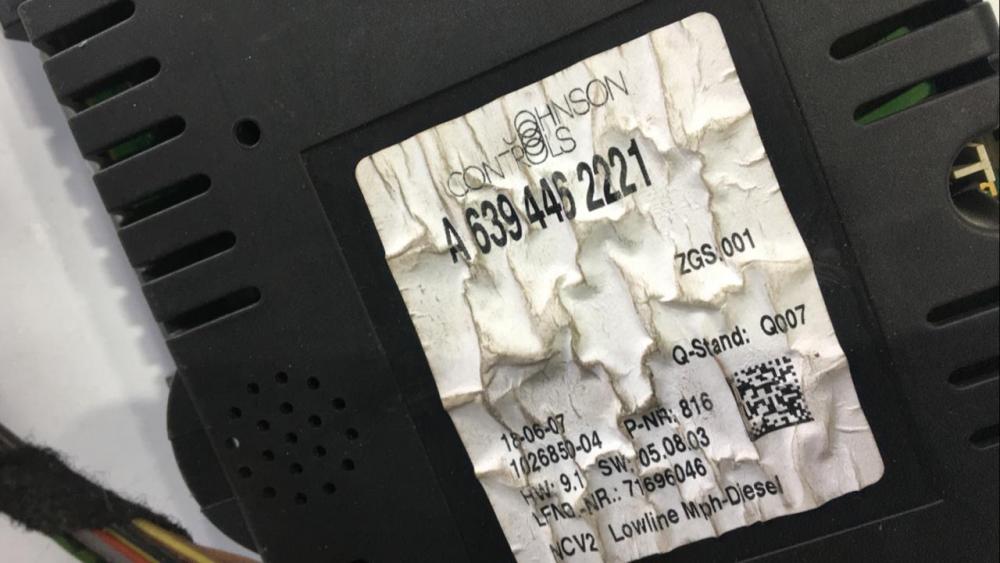 JOHNSON
CONTROLS
A 639 446 2221
ZGS 001
Q-Stand: Q007
18-06-07 P-NR: 816
1026850-04 SW: 05.08.03
HW: 9.1 LFNG.-NR.: 71696046
NCV2 Lowline Mph-Diesel